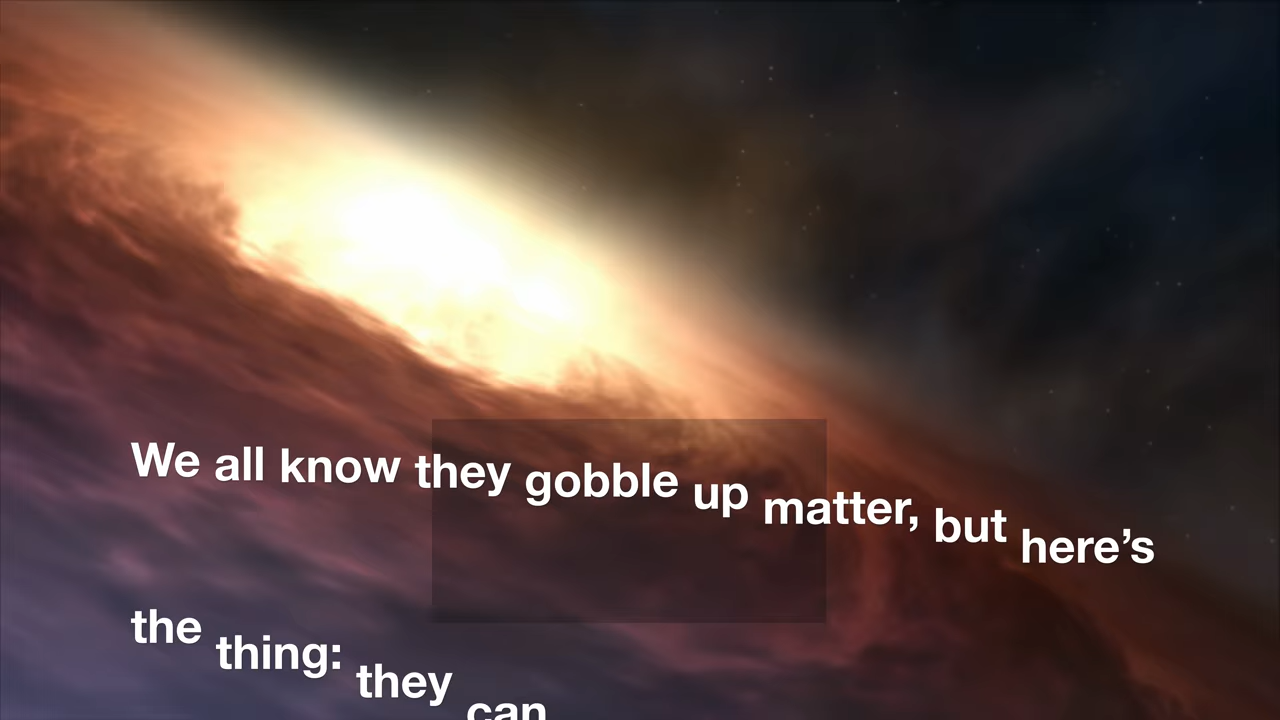 We all know they gobble up matter, but here’s
the thing: they can